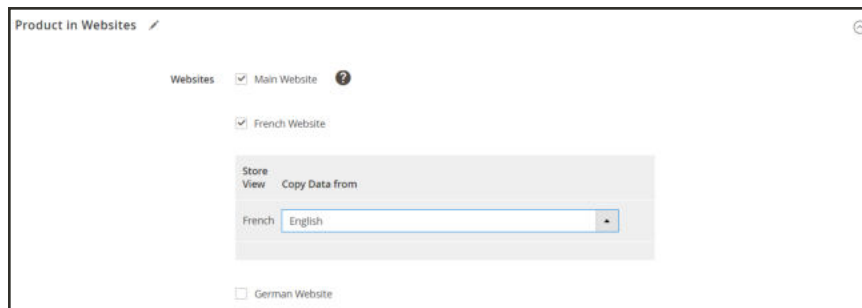 Product in Websites
Websites Main Website ?
French Website
Store
View Copy Data from
French English
German Website